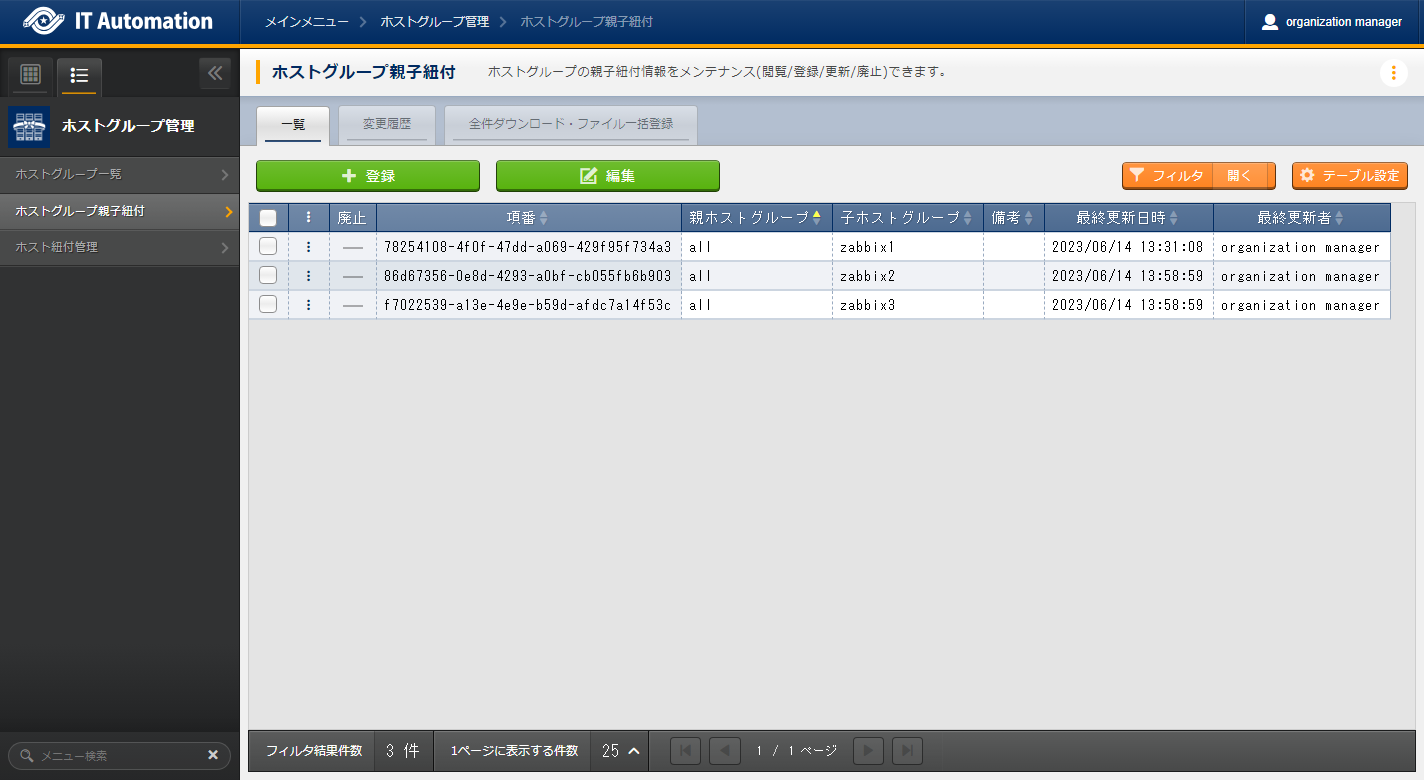 IT Automation
メインメニュー > ホストグループ管理 > ホストグループ親子紐付
organization manager
ホストグループ管理
ホストグループ一覧
ホストグループ親子紐付
ホスト紐付管理
メニュー検索
ホストグループ親子紐付 ホストグループの親子紐付情報をメンテナンス(閲覧/登録/更新/廃止)できます。
一覧 変更履歴 全件ダウンロード・ファイル一括登録
登録 編集 フィルタ 開く テーブル設定
廃止 項番 親ホストグループ 子ホストグループ 備考 最終更新日時 最終更新者
78254108-4f0f-47dd-a069-429f95f734a3 all zabbix1 2023/06/14 13:31:08 organization manager
86d67356-0e8d-4293-a0bf-cb055fb6b903 all zabbix2 2023/06/14 13:58:59 organization manager
f7022539-a13e-4e9e-b59d-afdc7a14f53c all zabbix3 2023/06/14 13:58:59 organization manager
フィルタ結果件数 3 件 1ページに表示する件数 25 1 / 1 ページ